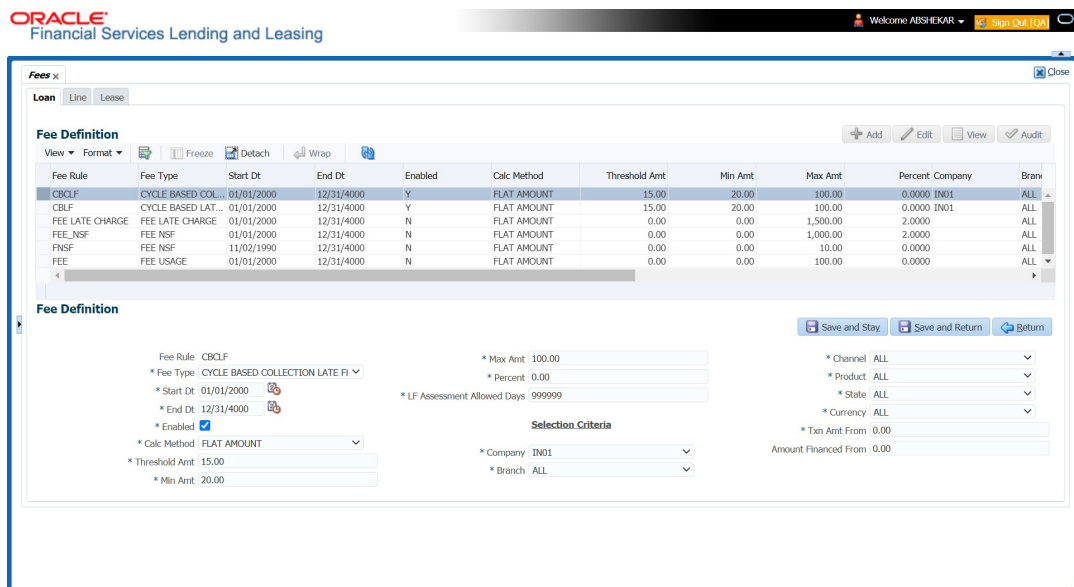 ORACLE
Financial Services Lending and Leasing
Welcome ABSHEKAR
Sign Out [QA]
Fees x
Close
Loan Line Lease
Fee Definition
Add Edit View Audit
View Format Freeze Detach Wrap
Fee Rule Fee Type Start Dt End Dt Enabled Calc Method Threshold Amt Min Amt Max Amt Percent Company Bran
CBCLF CYCLE BASED COL... 01/01/2000 12/31/4000 Y FLAT AMOUNT 15.00 20.00 100.00 0.0000 IN01 ALL
CBLF CYCLE BASED LAT... 01/01/2000 12/31/4000 Y FLAT AMOUNT 15.00 20.00 100.00 0.0000 IN01 ALL
FEE LATE CHARGE FEE LATE CHARGE 01/01/2000 12/31/4000 N FLAT AMOUNT 0.00 0.00 1,500.00 2.0000 ALL
FEE_NSF FEE NSF 01/01/2000 12/31/4000 N FLAT AMOUNT 0.00 0.00 1,000.00 2.0000 ALL
FNSF FEE NSF 11/02/1990 12/31/4000 N FLAT AMOUNT 0.00 0.00 10.00 0.0000 ALL
FEE FEE USAGE 01/01/2000 12/31/4000 N FLAT AMOUNT 0.00 0.00 100.00 0.0000 ALL
Fee Definition
Save and Stay Save and Return Return
Fee Rule CBCLF
* Fee Type CYCLE BASED COLLECTION LATE FI
* Start Dt 01/01/2000
* End Dt 12/31/4000
* Enabled
* Calc Method FLAT AMOUNT
* Threshold Amt 15.00
* Min Amt 20.00
* Max Amt 100.00
* Percent 0.00
* LF Assessment Allowed Days 999999
Selection Criteria
* Company IN01
* Branch ALL
* Channel ALL
* Product ALL
* State ALL
* Currency ALL
* Txn Amt From 0.00
Amount Financed From 0.00